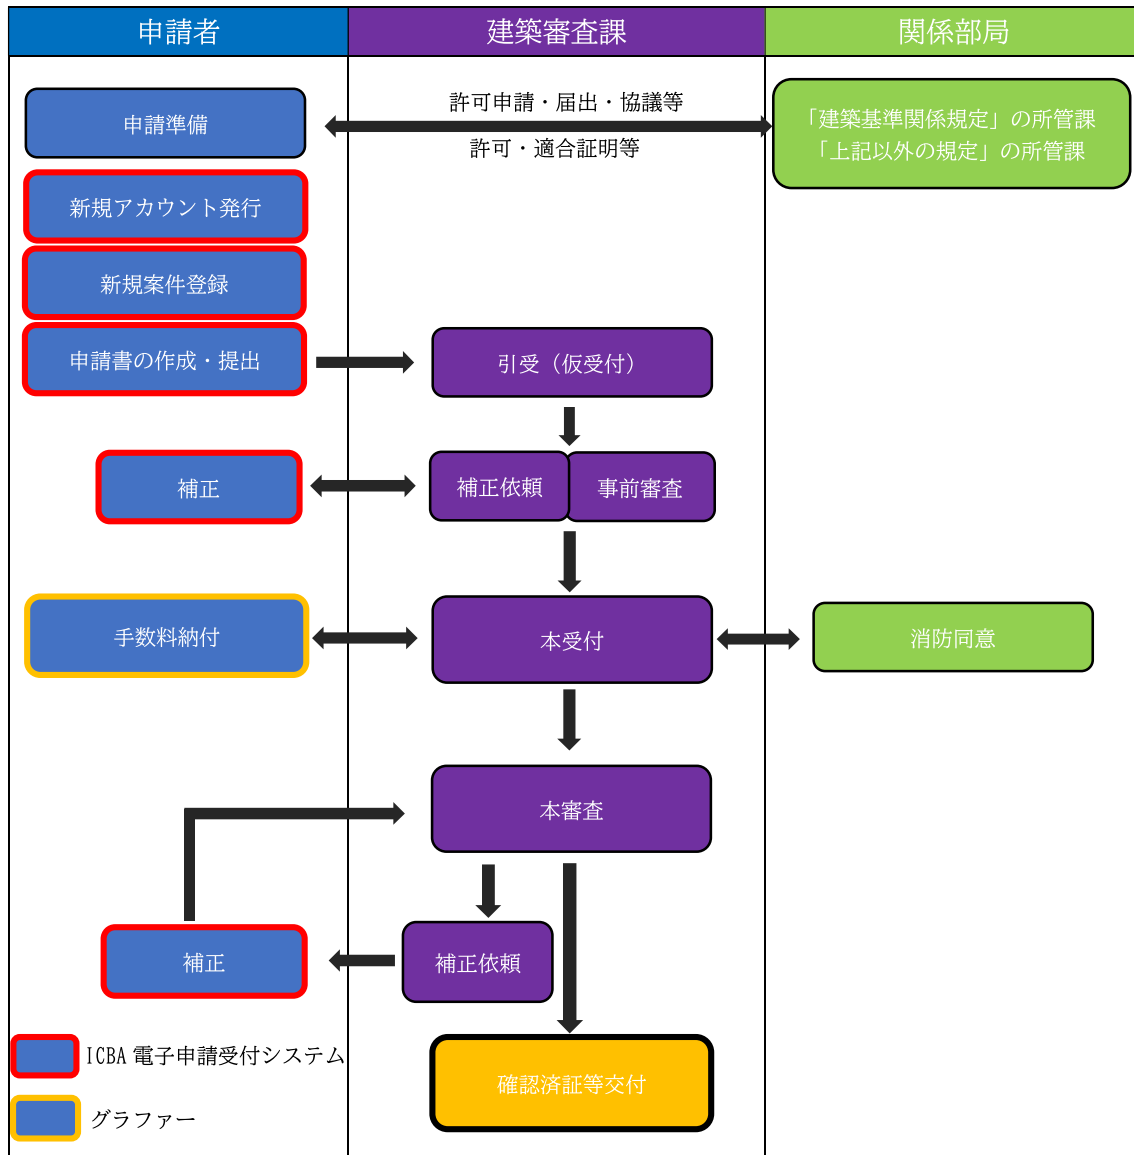 申請者
建築審査課
関係部局
申請準備
許可申請・届出・協議等
許可・適合証明等
「建築基準関係規定」の所管課
「上記以外の規定」の所管課
新規アカウント発行
新規案件登録
申請書の作成・提出
引受（仮受付）
補正
補正依頼
事前審査
手数料納付
本受付
消防同意
本審査
補正
補正依頼
ICBA 電子申請受付システム
確認済証等交付
グラファー